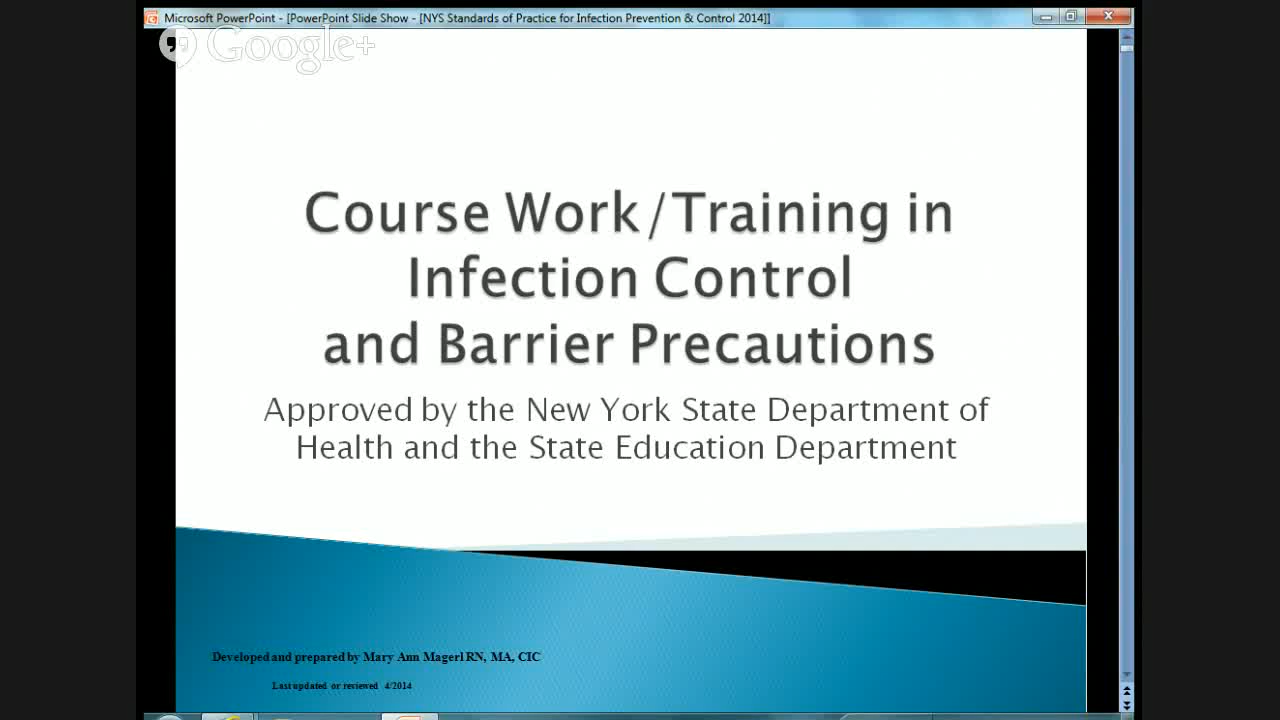 Microsoft PowerPoint - [PowerPoint Slide Show - [NYS Standards of Practice for Infection Prevention & Control 2014]]
Google+
Course Work/Training in
Infection Control
and Barrier Precautions
Approved by the New York State Department of
Health and the State Education Department
Developed and prepared by Mary Ann Magerl RN, MA, CIC
Last updated or reviewed 4/2014